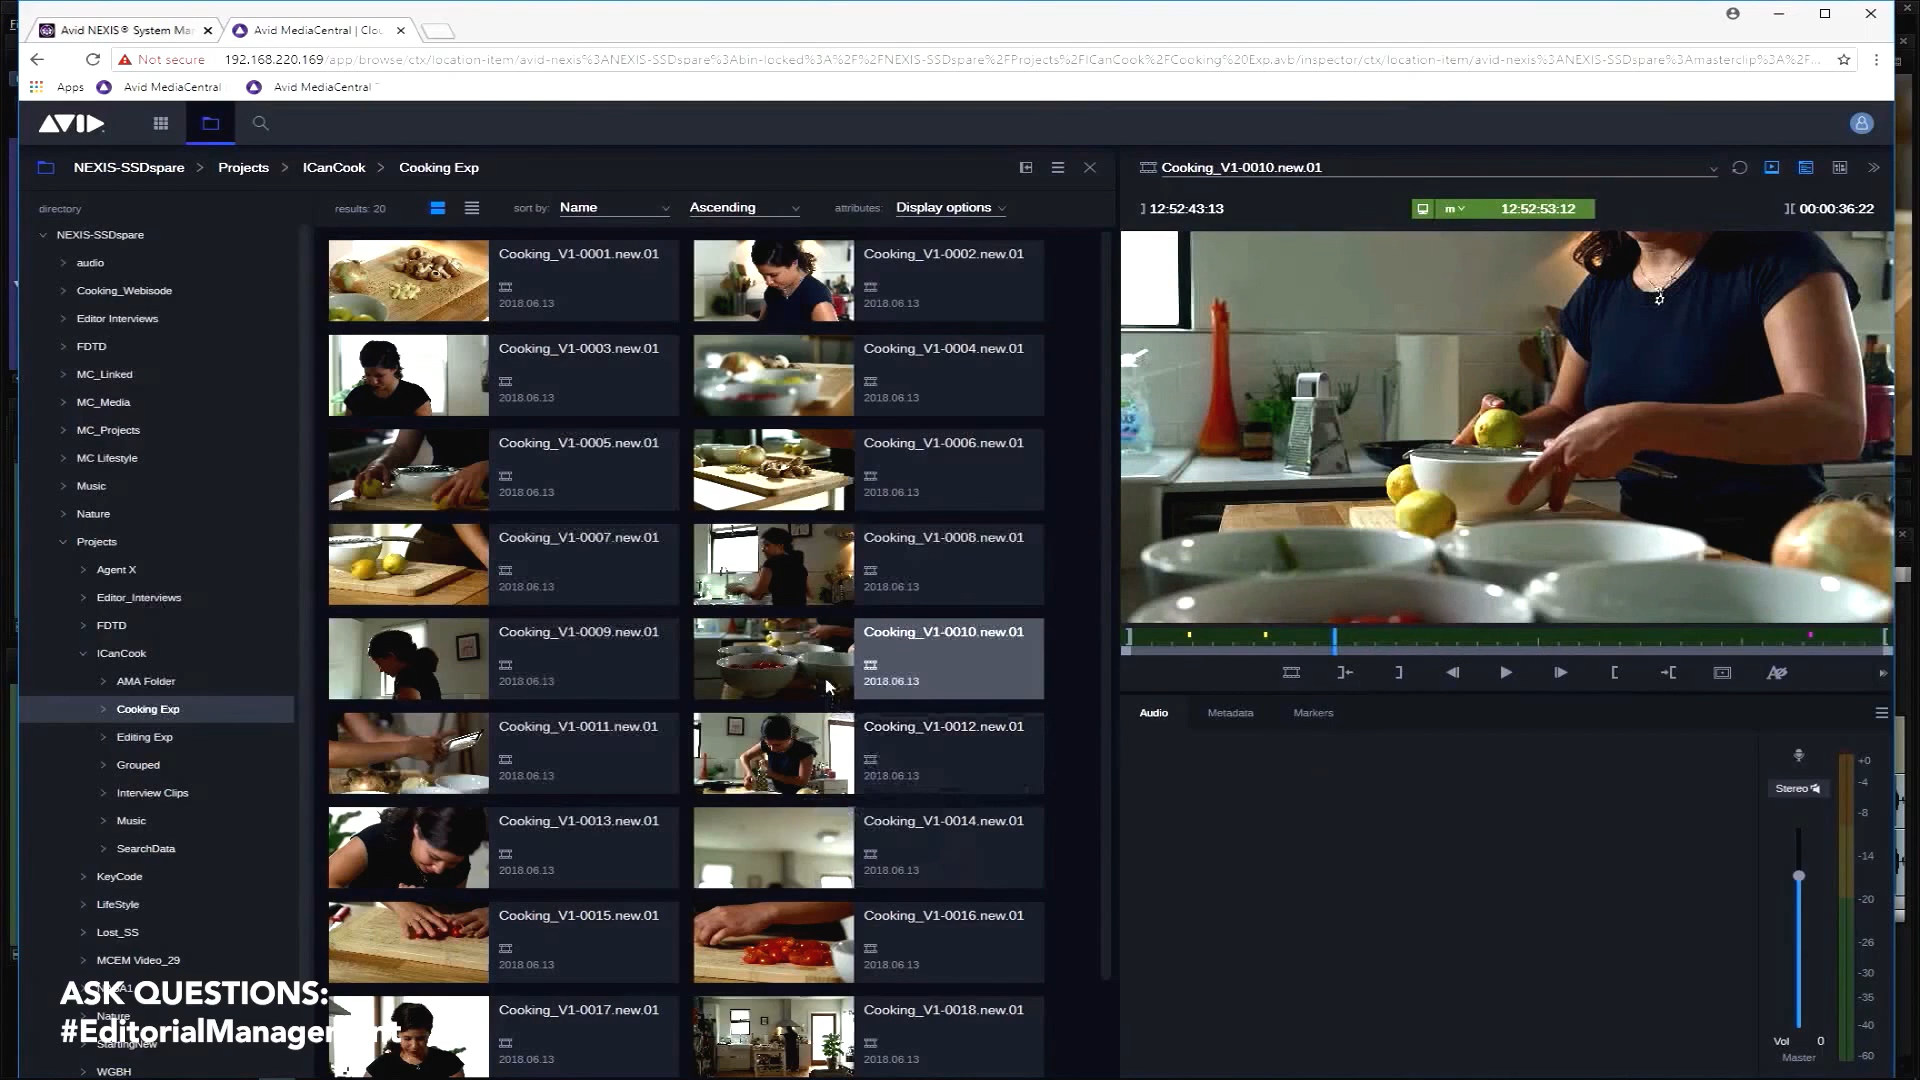 Avid NEXIS® System Ma
Avid MediaCentral | Clou
Not secure
192.168.220.169/app/browse/ctx/location-item/avid-nexis%3ANEXIS-SSDspare%3Abin-locked%3A%2F%2FNEXIS-SSDspare%2FProjects%2FICanCook%2FCooking%20Exp.avb/inspector/ctx/location-item/avid-nexis%3ANEXIS-SSDspare%3Amasterclip%3A%2F...
Apps
Avid MediaCentral
Avid MediaCentral
AVID
NEXIS-SSDspare > Projects > ICanCook > Cooking Exp
Cooking_V1-0010.new.01
directory
results: 20
sort by: Name
Ascending
attributes: Display options
12:52:43:13
m
12:52:53:12
00:00:36:22
NEXIS-SSDspare
audio
Cooking_Webisode
Editor Interviews
FDTD
MC_Linked
MC_Media
MC_Projects
MC Lifestyle
Music
Nature
Projects
Agent X
Editor_Interviews
FDTD
ICanCook
AMA Folder
Cooking Exp
Editing Exp
Grouped
Interview Clips
Music
SearchData
KeyCode
LifeStyle
Lost_SS
MCEM Video_29
Nature
StartingNew
WGBH
Cooking_V1-0001.new.01
2018.06.13
Cooking_V1-0002.new.01
2018.06.13
Cooking_V1-0003.new.01
2018.06.13
Cooking_V1-0004.new.01
2018.06.13
Cooking_V1-0005.new.01
2018.06.13
Cooking_V1-0006.new.01
2018.06.13
Cooking_V1-0007.new.01
2018.06.13
Cooking_V1-0008.new.01
2018.06.13
Cooking_V1-0009.new.01
2018.06.13
Cooking_V1-0010.new.01
2018.06.13
Cooking_V1-0011.new.01
2018.06.13
Cooking_V1-0012.new.01
2018.06.13
Cooking_V1-0013.new.01
2018.06.13
Cooking_V1-0014.new.01
2018.06.13
Cooking_V1-0015.new.01
2018.06.13
Cooking_V1-0016.new.01
2018.06.13
Cooking_V1-0017.new.01
2018.06.13
Cooking_V1-0018.new.01
2018.06.13
Audio
Metadata
Markers
Stereo
+0
-4
-8
-14
-20
-26
-30
-35
-40
-60
Vol 0
Master
ASK QUESTIONS:
#EditorialManagement